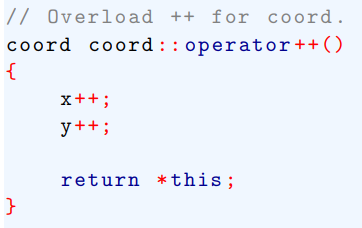 // Overload ++ for coord.
coord coord::operator++()
{
x++;
y++;
return *this;
}